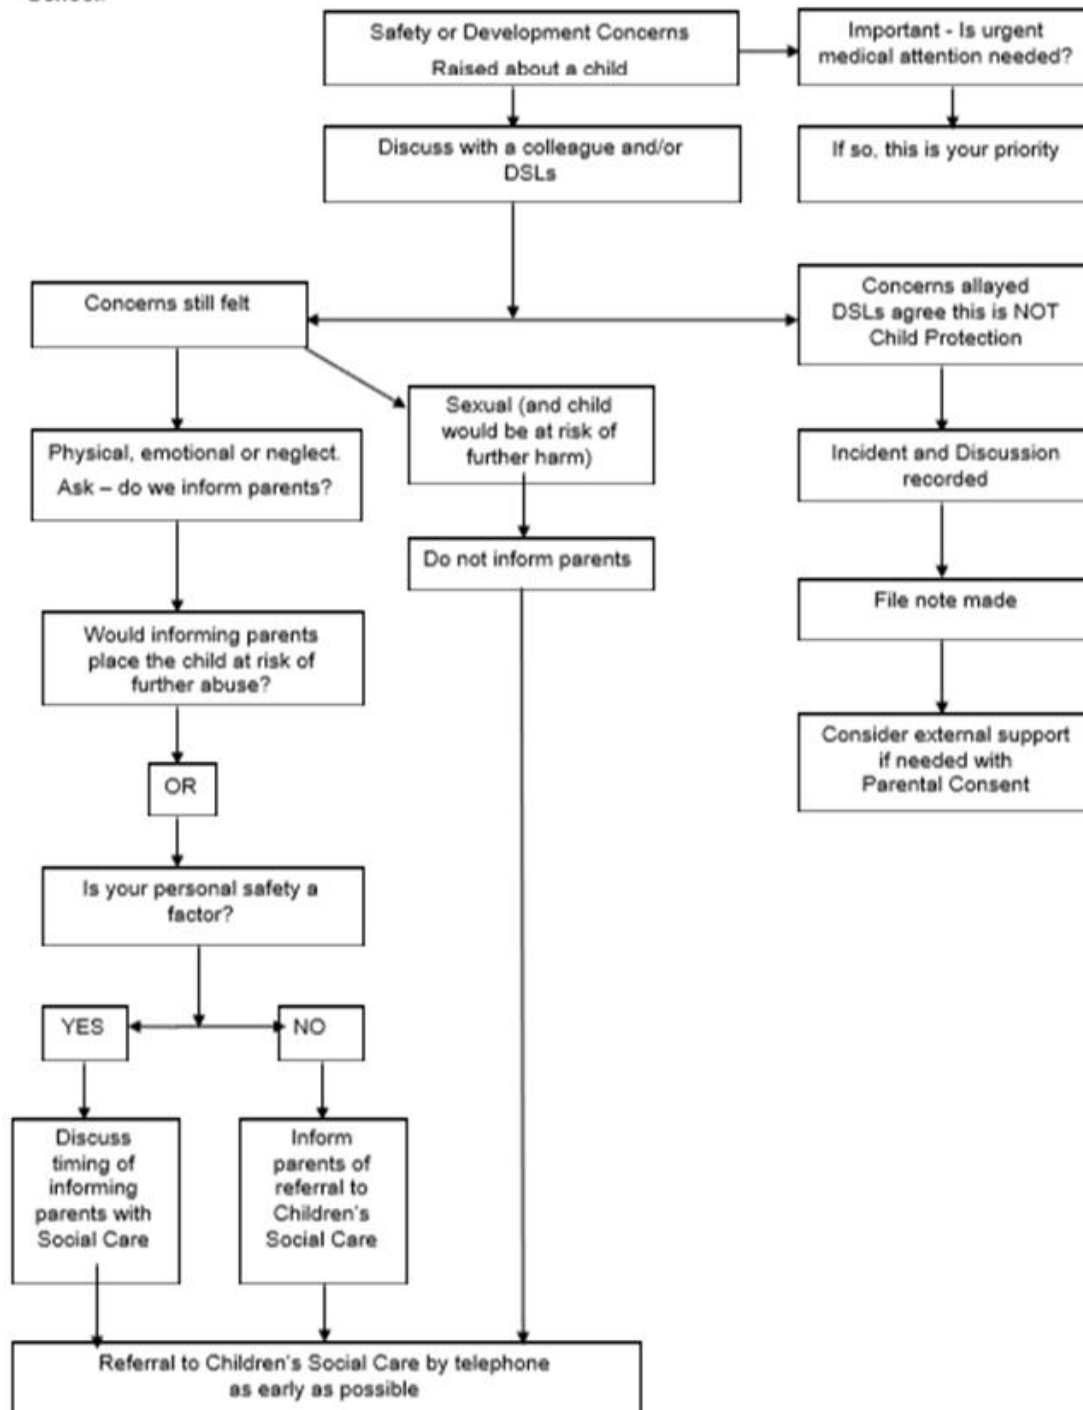 Safety or Development Concerns
Raised about a child
Important - Is urgent
medical attention needed?
Discuss with a colleague and/or
DSLs
If so, this is your priority
Concerns still felt
Concerns allayed
DSLs agree this is NOT
Child Protection
Sexual (and child
would be at risk of
further harm)
Physical, emotional or neglect.
Ask – do we inform parents?
Incident and Discussion
recorded
Do not inform parents
File note made
Would informing parents
place the child at risk of
further abuse?
Consider external support
if needed with
Parental Consent
OR
Is your personal safety a
factor?
YES
NO
Discuss
timing of
informing
parents with
Social Care
Inform
parents of
referral to
Children's
Social Care
Referral to Children's Social Care by telephone
as early as possible